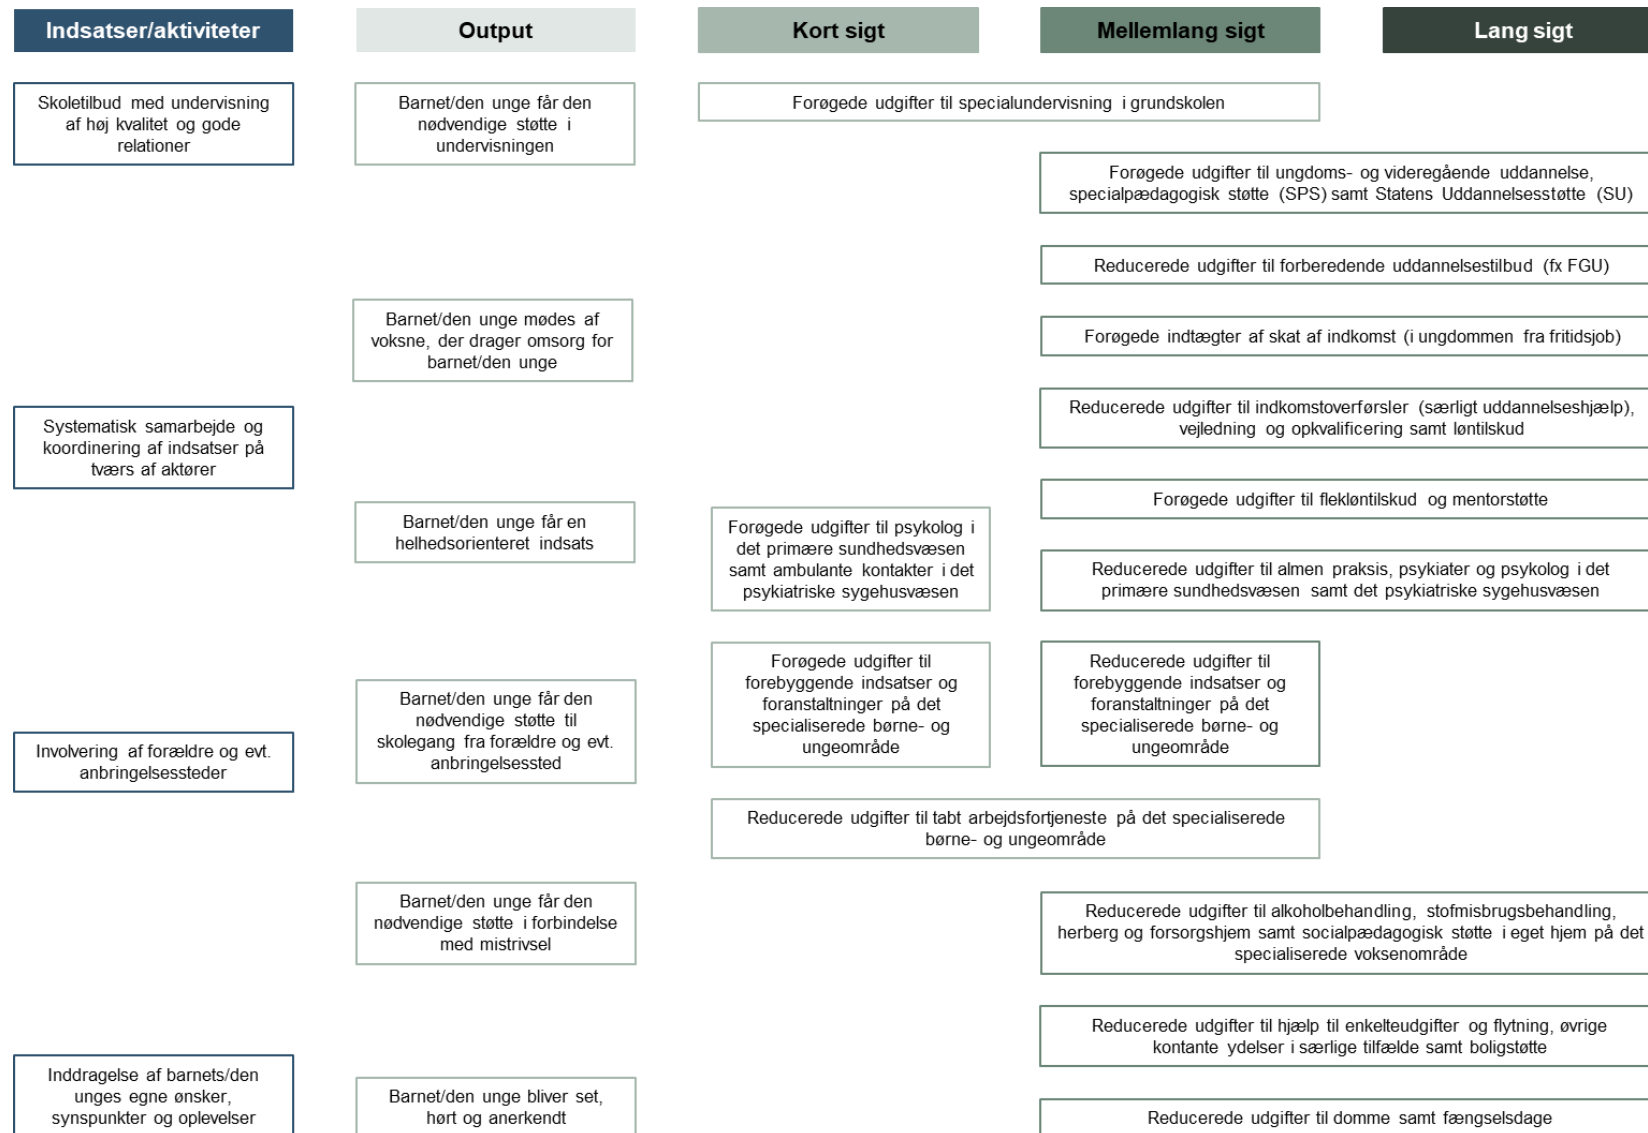 Indsatser/aktiviteter
Output
Kort sigt
Mellemlang sigt
Lang sigt
Skoletilbud med undervisning
af høj kvalitet og gode
relationer
Barnet/den unge får den
nødvendige støtte i
undervisningen
Forøgede udgifter til specialundervisning i grundskolen
Forøgede udgifter til ungdoms- og videregående uddannelse,
specialpædagogisk støtte (SPS) samt Statens Uddannelsesstøtte (SU)
Reducerede udgifter til forberedende uddannelsestilbud (fx FGU)
Barnet/den unge mødes af
voksne, der drager omsorg for
barnet/den unge
Forøgede indtægter af skat af indkomst (i ungdommen fra fritidsjob)
Reducerede udgifter til indkomstoverførsler (særligt uddannelseshjælp),
vejledning og opkvalificering samt løntilskud
Systematisk samarbejde og
koordinering af indsatser på
tværs af aktører
Forøgede udgifter til flekløntilskud og mentorstøtte
Barnet/den unge får en
helhedsorienteret indsats
Forøgede udgifter til psykolog i
det primære sundhedsvæsen
samt ambulante kontakter i det
psykiatriske sygehusvæsen
Reducerede udgifter til almen praksis, psykiater og psykolog i det
primære sundhedsvæsen samt det psykiatriske sygehusvæsen
Forøgede udgifter til
forebyggende indsatser og
foranstaltninger på det
specialiserede børne- og
ungeområde
Reducerede udgifter til
forebyggende indsatser og
foranstaltninger på det
specialiserede børne- og
ungeområde
Barnet/den unge får den
nødvendige støtte til
skolegang fra forældre og evt.
anbringelsessted
Involvering af forældre og evt.
anbringelsessteder
Reducerede udgifter til tabt arbejdsfortjeneste på det specialiserede
børne- og ungeområde
Barnet/den unge får den
nødvendige støtte i forbindelse
med mistrivsel
Reducerede udgifter til alkoholbehandling, stofmisbrugsbehandling,
herberg og forsorgshjem samt socialpædagogisk støtte i eget hjem på det
specialiserede voksenområde
Reducerede udgifter til hjælp til enkelteudgifter og flytning, øvrige
kontante ydelser i særlige tilfælde samt boligstøtte
Inddragelse af barnets/den
unges egne ønsker,
synspunkter og oplevelser
Barnet/den unge bliver set,
hørt og anerkendt
Reducerede udgifter til domme samt fængselsdage